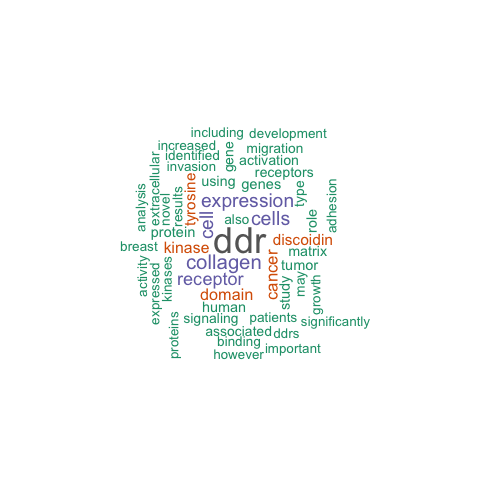 including
development
increased
gene
migration
identified
activation
invasion
receptors
extracellular
tyrosine
using
genes
type
analysis
novel
results
expression
adhesion
cell
also
cells
role
protein
ddr
discoidin
breast
kinase
matrix
collagen
cancer
tumor
activity
kinases
receptor
may
expressed
domain
study
growth
human
signaling
patients
significantly
proteins
associated
ddrs
binding
important
however